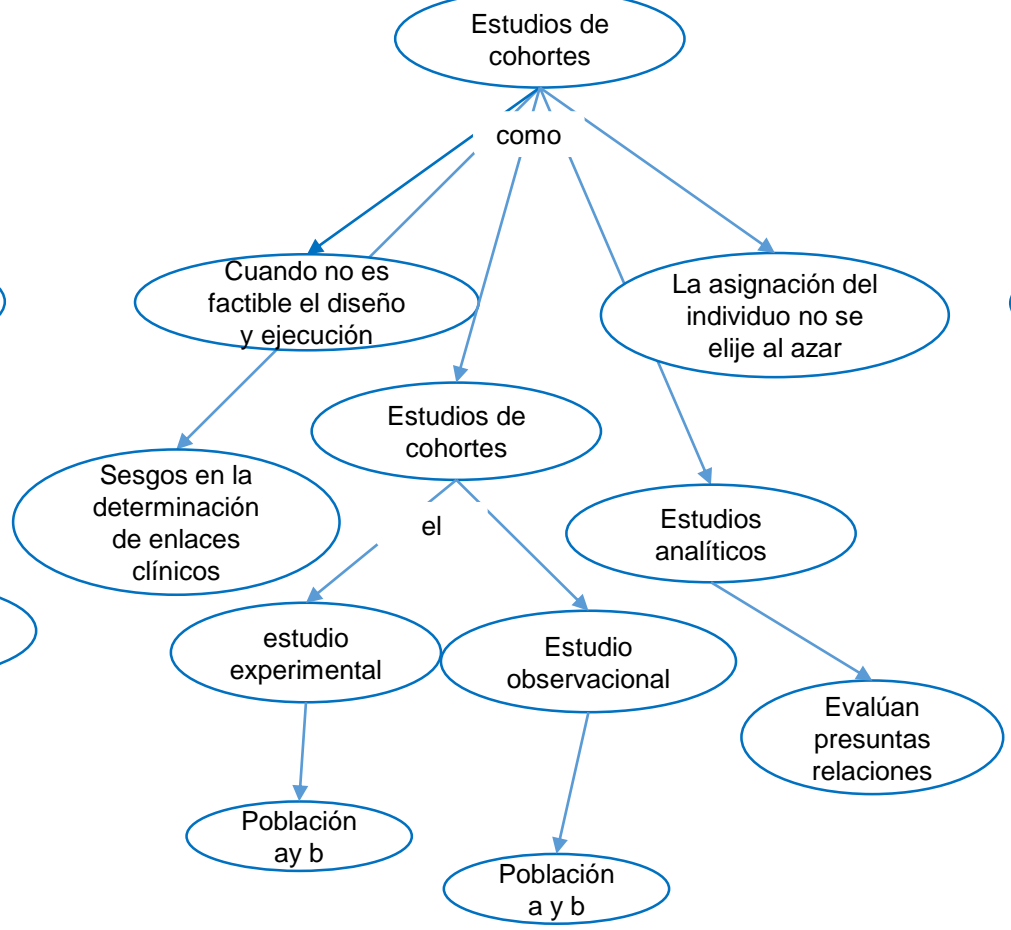 Estudios de
cohortes
como
Cuando no es
factible el diseño
y ejecución
La asignación del
individuo no se
elije al azar
Estudios de
cohortes
Sesgos en la
determinación
de enlaces
clínicos
el
Estudios
analíticos
estudio
experimental
Estudio
observacional
Evalúan
presuntas
relaciones
Población
ay b
Población
a y b